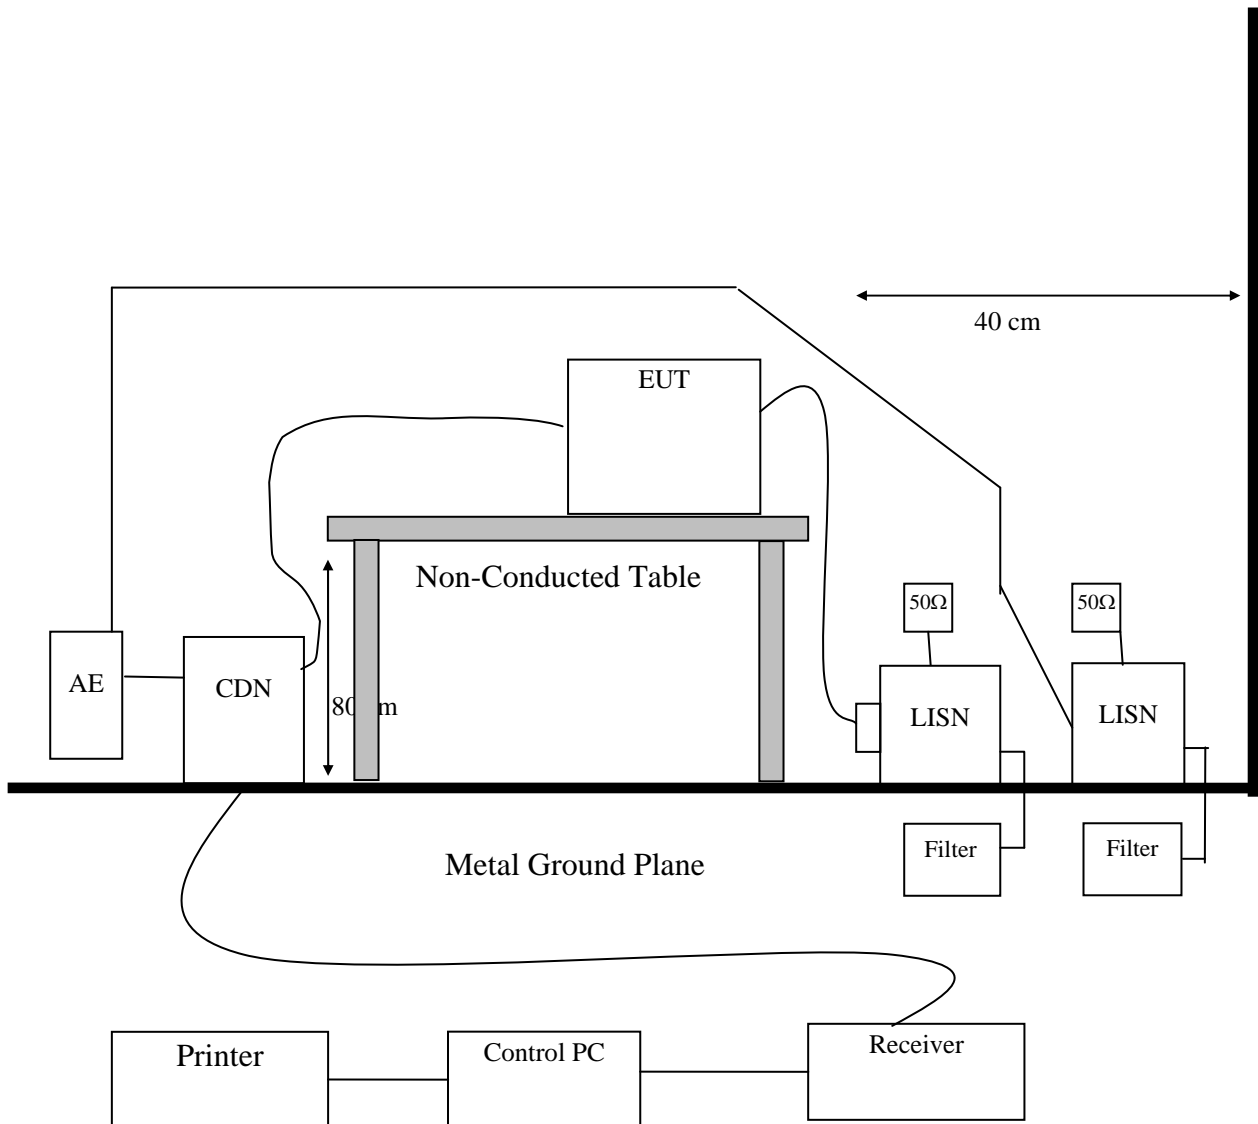 40 cm
EUT
Non-Conducted Table
50Ω
50Ω
AE
CDN
80 m
LISN
LISN
Filter
Filter
Metal Ground Plane
Printer
Control PC
Receiver